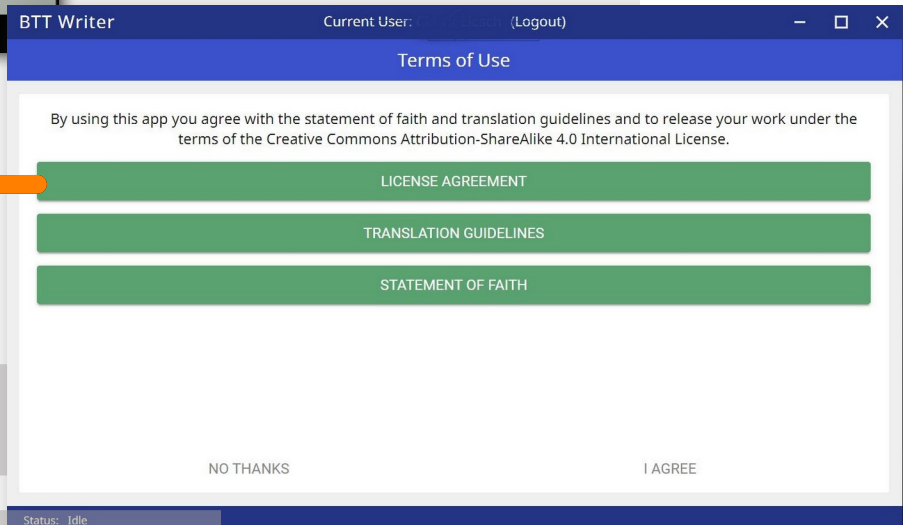 BTT Writer
Current User: (Logout)
Terms of Use
By using this app you agree with the statement of faith and translation guidelines and to release your work under the
terms of the Creative Commons Attribution-ShareAlike 4.0 International License.
LICENSE AGREEMENT
TRANSLATION GUIDELINES
STATEMENT OF FAITH
NO THANKS
I AGREE
Status: Idle